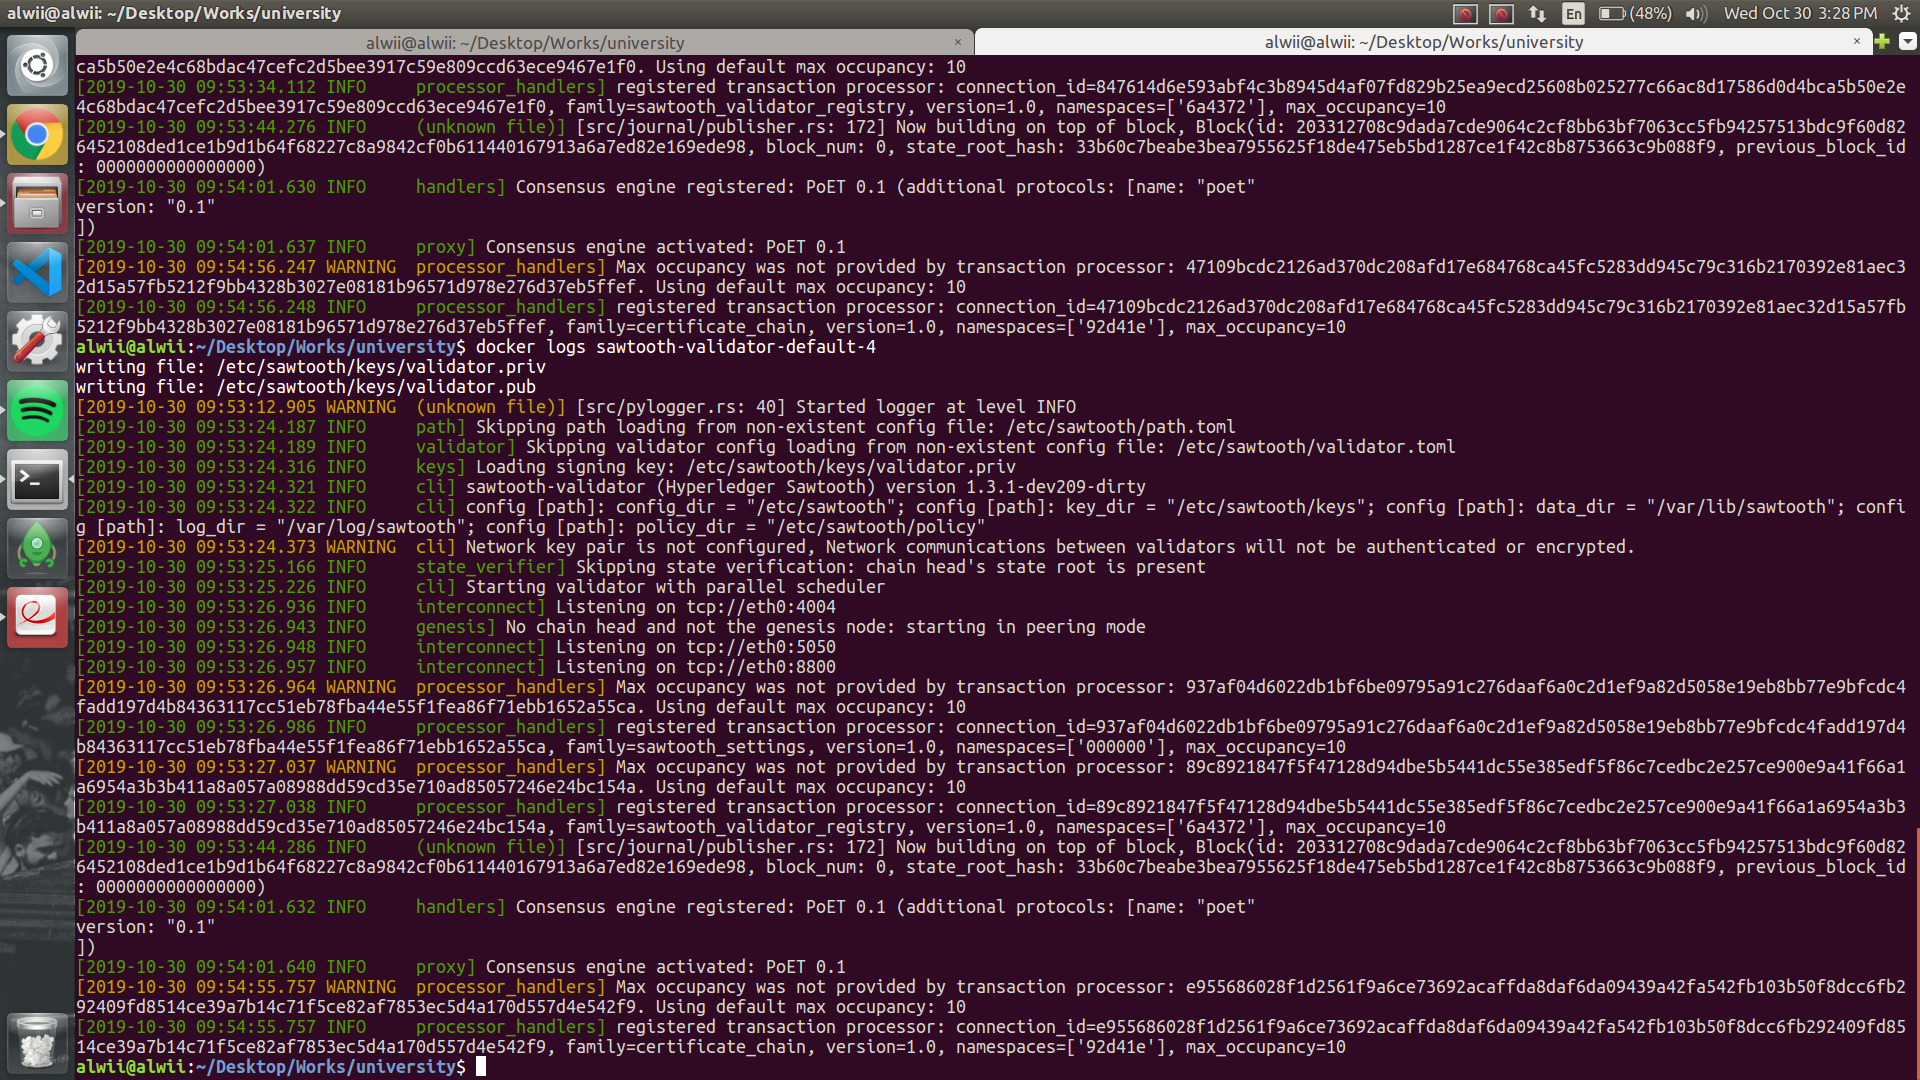 alwii@alwii: ~/Desktop/Works/university
En
(48%)
Wed Oct 30 3:28 PM
alwii@alwii: ~/Desktop/Works/university ×
alwii@alwii: ~/Desktop/Works/university ×
ca5b50e2e4c68bdac47cefc2d5bee3917c59e809ccd63ece9467e1f0. Using default max occupancy: 10
[2019-10-30 09:53:34.112 INFO     processor_handlers] registered transaction processor: connection_id=847614d6e593abf4c3b8945d4af07fd829b25ea9ecd25608b025277c66ac8d17586d0d4bca5b50e2e
4c68bdac47cefc2d5bee3917c59e809ccd63ece9467e1f0, family=sawtooth_validator_registry, version=1.0, namespaces=['6a4372'], max_occupancy=10
[2019-10-30 09:53:44.276 INFO     (unknown file)] [src/journal/publisher.rs: 172] Now building on top of block, Block(id: 203312708c9dada7cde9064c2cf8bb63bf7063cc5fb94257513bdc9f60d82
6452108ded1ce1b9d1b64f68227c8a9842cf0b611440167913a6a7ed82e169ede98, block_num: 0, state_root_hash: 33b60c7beabe3bea7955625f18de475eb5bd1287ce1f42c8b8753663c9b088f9, previous_block_id
: 0000000000000000)
[2019-10-30 09:54:01.630 INFO     handlers] Consensus engine registered: PoET 0.1 (additional protocols: [name: "poet"
version: "0.1"
])
[2019-10-30 09:54:01.637 INFO     proxy] Consensus engine activated: PoET 0.1
[2019-10-30 09:54:56.247 WARNING  processor_handlers] Max occupancy was not provided by transaction processor: 47109bcdc2126ad370dc208afd17e684768ca45fc5283dd945c79c316b2170392e81aec3
2d15a57fb5212f9bb4328b3027e08181b96571d978e276d37eb5ffef. Using default max occupancy: 10
[2019-10-30 09:54:56.248 INFO     processor_handlers] registered transaction processor: connection_id=47109bcdc2126ad370dc208afd17e684768ca45fc5283dd945c79c316b2170392e81aec32d15a57fb
5212f9bb4328b3027e08181b96571d978e276d37eb5ffef, family=certificate_chain, version=1.0, namespaces=['92d41e'], max_occupancy=10
alwii@alwii:~/Desktop/Works/university$ docker logs sawtooth-validator-default-4
writing file: /etc/sawtooth/keys/validator.priv
writing file: /etc/sawtooth/keys/validator.pub
[2019-10-30 09:53:12.905 WARNING  (unknown file)] [src/pylogger.rs: 40] Started logger at level INFO
[2019-10-30 09:53:24.187 INFO     path] Skipping path loading from non-existent config file: /etc/sawtooth/path.toml
[2019-10-30 09:53:24.189 INFO     validator] Skipping validator config loading from non-existent config file: /etc/sawtooth/validator.toml
[2019-10-30 09:53:24.316 INFO     keys] Loading signing key: /etc/sawtooth/keys/validator.priv
[2019-10-30 09:53:24.321 INFO     cli] sawtooth-validator (Hyperledger Sawtooth) version 1.3.1-dev209-dirty
[2019-10-30 09:53:24.322 INFO     cli] config [path]: config_dir = "/etc/sawtooth"; config [path]: key_dir = "/etc/sawtooth/keys"; config [path]: data_dir = "/var/lib/sawtooth"; confi
g [path]: log_dir = "/var/log/sawtooth"; config [path]: policy_dir = "/etc/sawtooth/policy"
[2019-10-30 09:53:24.373 WARNING  cli] Network key pair is not configured, Network communications between validators will not be authenticated or encrypted.
[2019-10-30 09:53:25.166 INFO     state_verifier] Skipping state verification: chain head's state root is present
[2019-10-30 09:53:25.226 INFO     cli] Starting validator with parallel scheduler
[2019-10-30 09:53:26.936 INFO     interconnect] Listening on tcp://eth0:4004
[2019-10-30 09:53:26.943 INFO     genesis] No chain head and not the genesis node: starting in peering mode
[2019-10-30 09:53:26.948 INFO     interconnect] Listening on tcp://eth0:5050
[2019-10-30 09:53:26.957 INFO     interconnect] Listening on tcp://eth0:8800
[2019-10-30 09:53:26.964 WARNING  processor_handlers] Max occupancy was not provided by transaction processor: 937af04d6022db1bf6be09795a91c276daaf6a0c2d1ef9a82d5058e19eb8bb77e9bfcdc4
fadd197d4b84363117cc51eb78fba44e55f1fea86f71ebb1652a55ca. Using default max occupancy: 10
[2019-10-30 09:53:26.986 INFO     processor_handlers] registered transaction processor: connection_id=937af04d6022db1bf6be09795a91c276daaf6a0c2d1ef9a82d5058e19eb8bb77e9bfcdc4fadd197d4
b84363117cc51eb78fba44e55f1fea86f71ebb1652a55ca, family=sawtooth_settings, version=1.0, namespaces=['000000'], max_occupancy=10
[2019-10-30 09:53:27.037 WARNING  processor_handlers] Max occupancy was not provided by transaction processor: 89c8921847f5f47128d94dbe5b5441dc55e385edf5f86c7cedbc2e257ce900e9a41f66a1
a6954a3b3b411a8a057a08988dd59cd35e710ad85057246e24bc154a. Using default max occupancy: 10
[2019-10-30 09:53:27.038 INFO     processor_handlers] registered transaction processor: connection_id=89c8921847f5f47128d94dbe5b5441dc55e385edf5f86c7cedbc2e257ce900e9a41f66a1a6954a3b3
b411a8a057a08988dd59cd35e710ad85057246e24bc154a, family=sawtooth_validator_registry, version=1.0, namespaces=['6a4372'], max_occupancy=10
[2019-10-30 09:53:44.286 INFO     (unknown file)] [src/journal/publisher.rs: 172] Now building on top of block, Block(id: 203312708c9dada7cde9064c2cf8bb63bf7063cc5fb94257513bdc9f60d82
6452108ded1ce1b9d1b64f68227c8a9842cf0b611440167913a6a7ed82e169ede98, block_num: 0, state_root_hash: 33b60c7beabe3bea7955625f18de475eb5bd1287ce1f42c8b8753663c9b088f9, previous_block_id
: 0000000000000000)
[2019-10-30 09:54:01.632 INFO     handlers] Consensus engine registered: PoET 0.1 (additional protocols: [name: "poet"
version: "0.1"
])
[2019-10-30 09:54:01.640 INFO     proxy] Consensus engine activated: PoET 0.1
[2019-10-30 09:54:55.757 WARNING  processor_handlers] Max occupancy was not provided by transaction processor: e955686028f1d2561f9a6ce73692acaffda8daf6da09439a42fa542fb103b50f8dcc6fb2
92409fd8514ce39a7b14c71f5ce82af7853ec5d4a170d557d4e542f9. Using default max occupancy: 10
[2019-10-30 09:54:55.757 INFO     processor_handlers] registered transaction processor: connection_id=e955686028f1d2561f9a6ce73692acaffda8daf6da09439a42fa542fb103b50f8dcc6fb292409fd85
14ce39a7b14c71f5ce82af7853ec5d4a170d557d4e542f9, family=certificate_chain, version=1.0, namespaces=['92d41e'], max_occupancy=10
alwii@alwii:~/Desktop/Works/university$